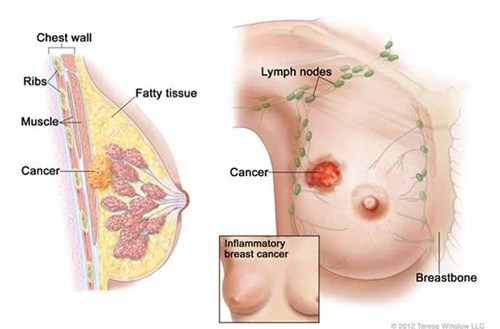 Chest wall
Ribs
Fatty tissue
Muscle
Cancer
Lymph nodes
Cancer
Inflammatory
breast cancer
Breastbone
© 2012 Terese Winslow LLC